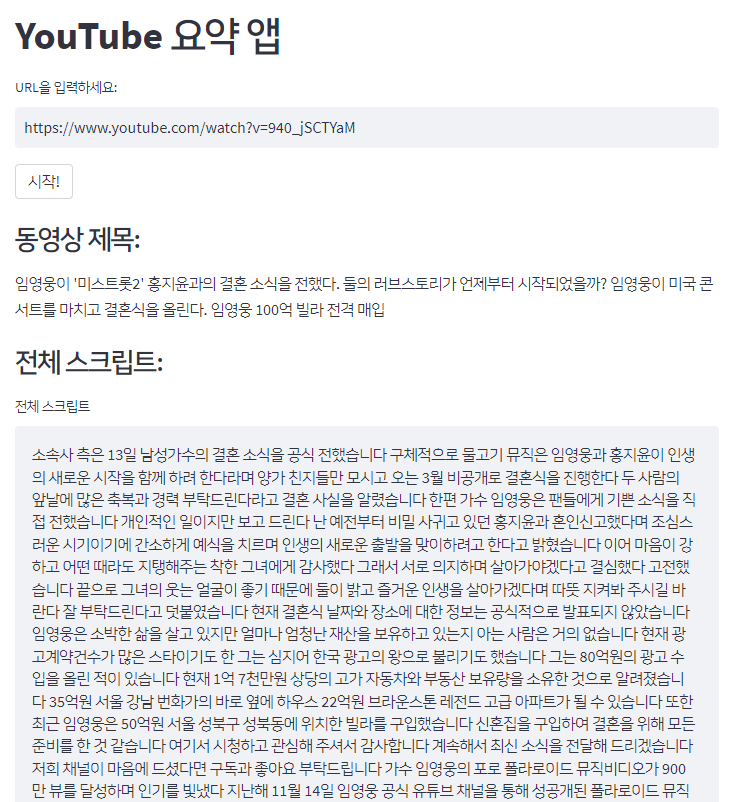 YouTube 요약 앱
URL을 입력하세요:
https://www.youtube.com/watch?v=940_jSCTYaM
시작!
동영상 제목:
임영웅이 '미스트롯2' 홍지윤과의 결혼 소식을 전했다. 둘의 러브스토리가 언제부터 시작되었을까? 임영웅이 미국 콘
서트를 마치고 결혼식을 올린다. 임영웅 100억 빌라 전격 매입
전체 스크립트:
전체 스크립트
소속사 측은 13일 남성가수의 결혼 소식을 공식 전했습니다 구체적으로 물고기 뮤직은 임영웅과 홍지윤이 인생
의 새로운 시작을 함께 하려 한다라며 양가 친지들만 모시고 오는 3월 비공개로 결혼식을 진행한다 두 사람의
앞날에 많은 축복과 경력 부탁드린다라고 결혼 사실을 알렸습니다 한편 가수 임영웅은 팬들에게 기쁜 소식을 직
접 전했습니다 개인적인 일이지만 보고 드린다 난 예전부터 비밀 사귀고 있던 홍지윤과 혼인신고했다며 조심스
러운 시기이기에 간소하게 예식을 치르며 인생의 새로운 출발을 맞이하려고 한다고 밝혔습니다 이어 마음이 강
하고 어떤 때라도 지탱해주는 착한 그녀에게 감사했다 그래서 서로 의지하며 살아가야겠다고 결심했다 고전했
습니다 끝으로 그녀의 웃는 얼굴이 좋기 때문에 둘이 밝고 즐거운 인생을 살아가겠다며 따뜻 지켜봐 주시길 바
란다 잘 부탁드린다고 덧붙였습니다 현재 결혼식 날짜와 장소에 대한 정보는 공식적으로 발표되지 않았습니다
임영웅은 소박한 삶을 살고 있지만 얼마나 엄청난 재산을 보유하고 있는지 아는 사람은 거의 없습니다 현재 광
고계약건수가 많은 스타이기도 한 그는 심지어 한국 광고의 왕으로 불리기도 했습니다 그는 80억원의 광고 수
입을 올린 적이 있습니다 현재 1억 7천만원 상당의 고가 자동차와 부동산 보유량을 소유한 것으로 알려졌습니
다 35억원 서울 강남 번화가의 바로 옆에 하우스 22억원 브라운스톤 레전드 고급 아파트가 될 수 있습니다 또한
최근 임영웅은 50억원 서울 성북구 성북동에 위치한 빌라를 구입했습니다 신혼집을 구입하여 결혼을 위해 모든
준비를 한 것 같습니다 여기서 시청하고 관심해 주셔서 감사합니다 계속해서 최신 소식을 전달해 드리겠습니다
저희 채널이 마음에 드셨다면 구독과 좋아요 부탁드립니다 가수 임영웅의 포로 폴라로이드 뮤직비디오가 900
만 뷰를 달성하며 인기를 빛냈다 지난해 11월 14일 임영웅 공식 유튜브 채널을 통해 성공개된 폴라로이드 뮤직